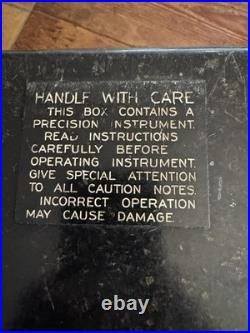 HANDLE WITH CARE
THIS BOX CONTAINS A
PRECISION INSTRUMENT.
READ INSTRUCTIONS
CAREFULLY BEFORE
OPERATING INSTRUMENT.
GIVE SPECIAL ATTENTION
TO ALL CAUTION NOTES.
INCORRECT OPERATION
MAY CAUSE DAMAGE